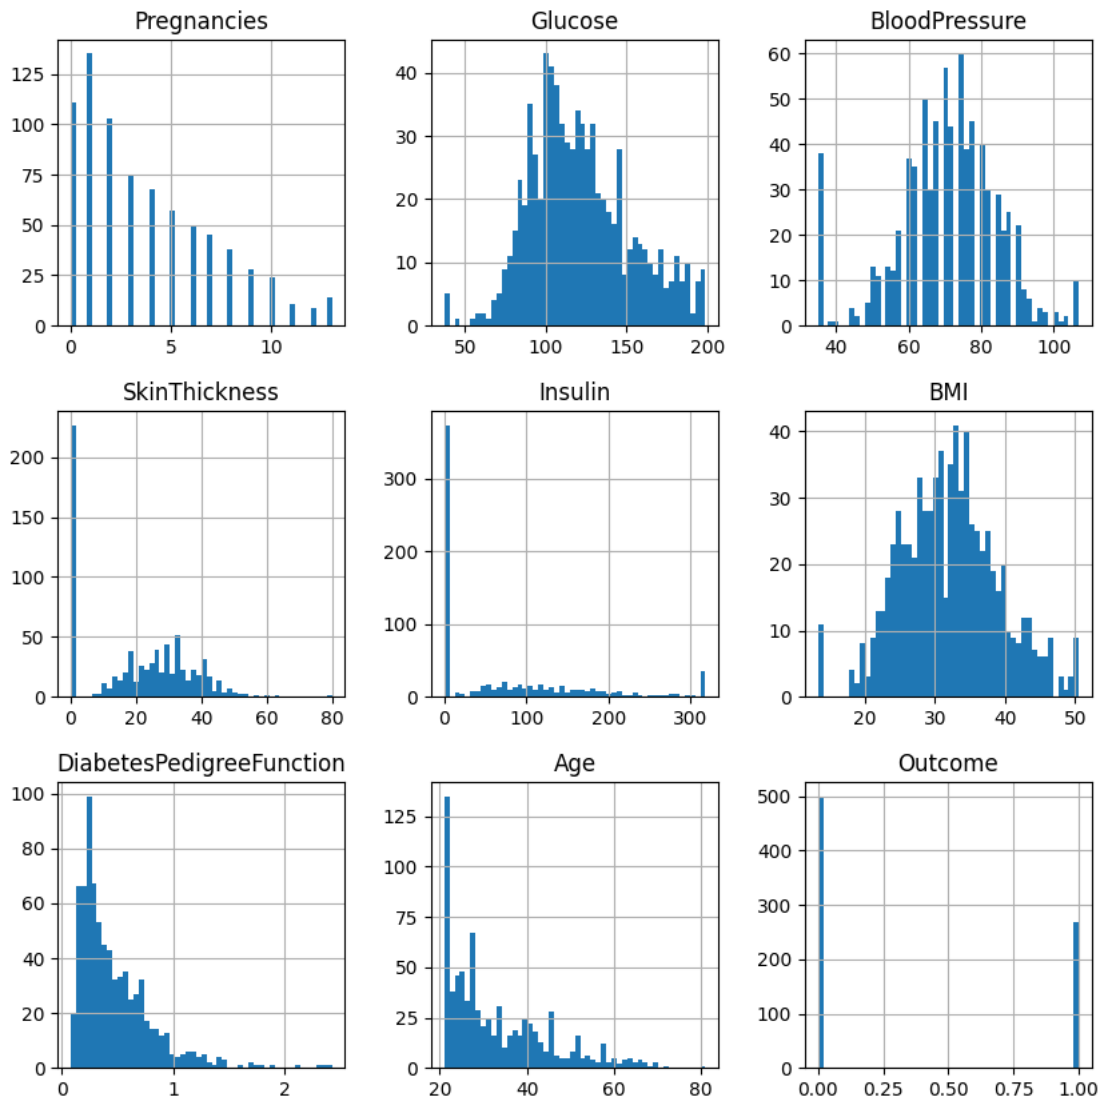 Pregnancies
125
100
75
50
25
0
0 5 10
Glucose
40
30
20
10
0
50 100 150 200
BloodPressure
60
50
40
30
20
10
0
40 60 80 100
SkinThickness
200
150
100
50
0
0 20 40 60 80
Insulin
300
200
100
0
0 100 200 300
BMI
40
30
20
10
0
20 30 40 50
DiabetesPedigreeFunction
100
80
60
40
20
0
0 1 2
Age
125
100
75
50
25
0
20 40 60 80
Outcome
500
400
300
200
100
0
0.00 0.25 0.50 0.75 1.00